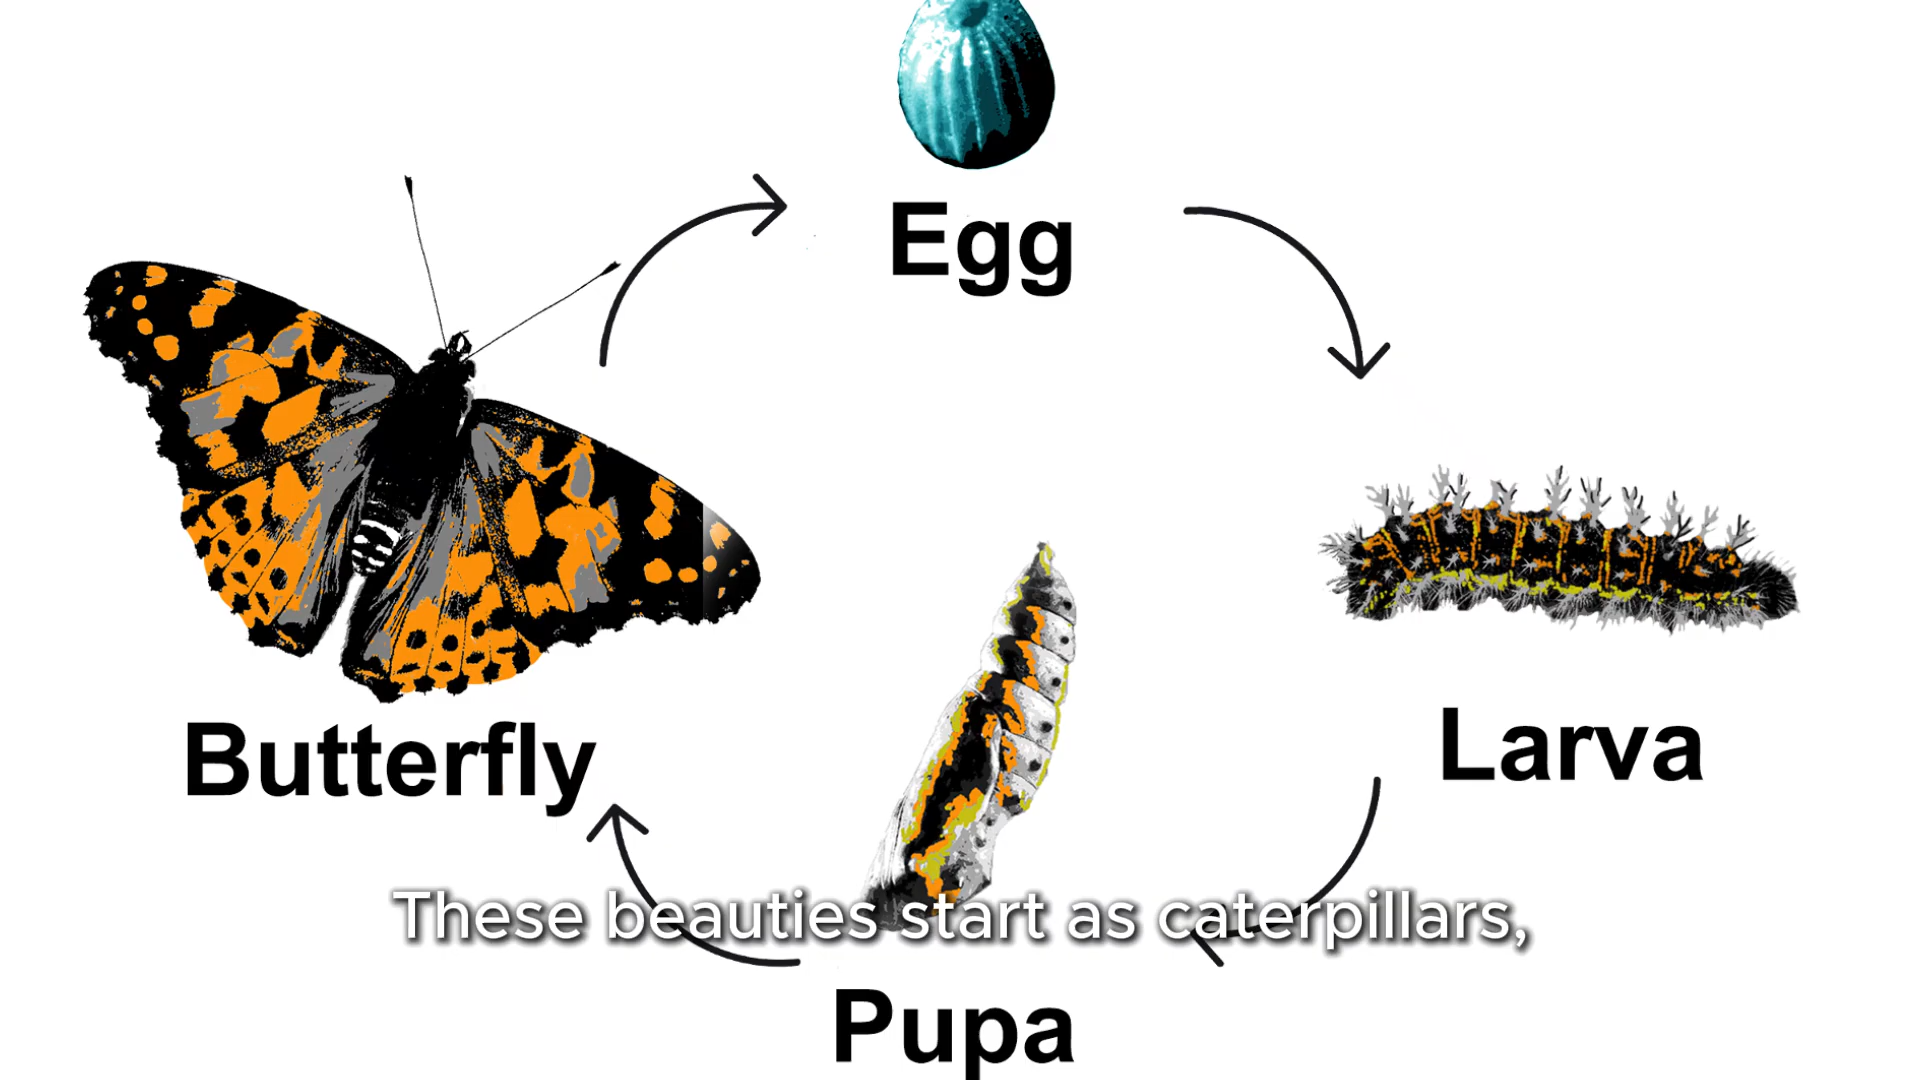 Egg
Larva
Butterfly
These beauties start as caterpillars,
Pupa